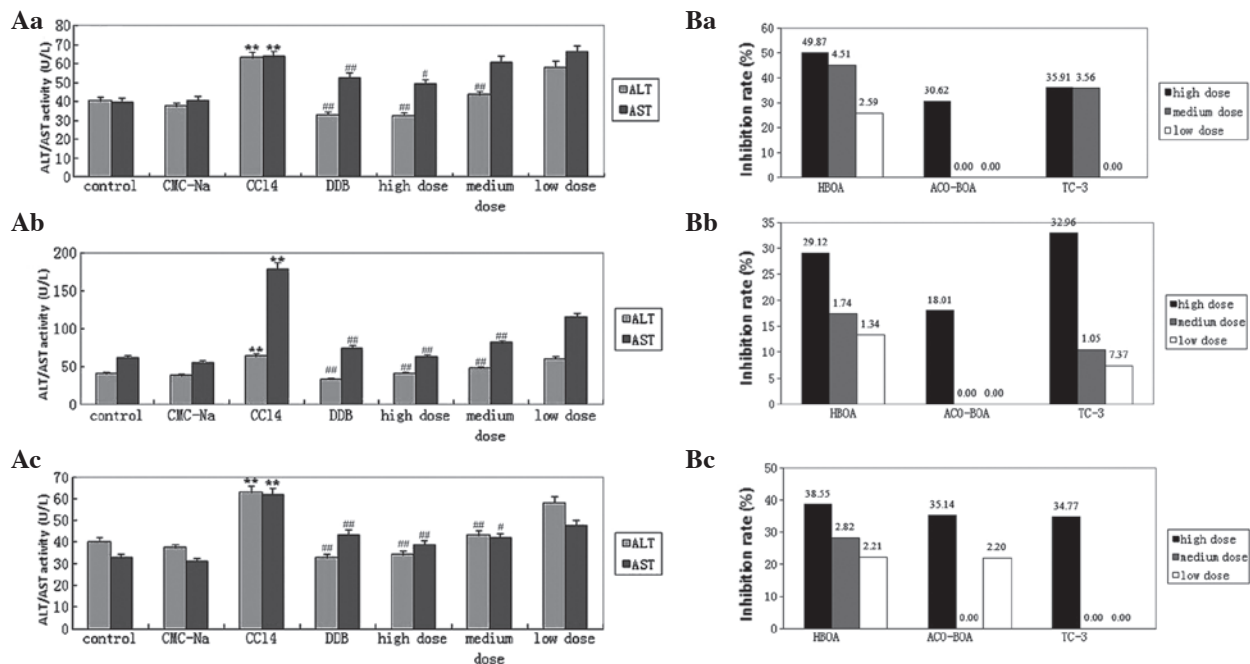 Aa
ALT/AST activity (U/L)
80
70
60
50
40
30
20
10
0
** **
## ##
## #
##
control CMC-Na CCl4 DDB high dose medium dose low dose
ALT
AST
Ba
Inhibition rate (%)
60
50
40
30
20
10
0
49.87 4.51 2.59
30.62 0.00 0.00
35.91 3.56 0.00
HBOA ACO-BOA TC-3
high dose
medium dose
low dose
Ab
ALT/AST activity (U/L)
200
150
100
50
0
** **
## ##
## ##
## ##
control CMC-Na CCl4 DDB high dose medium dose low dose
ALT
AST
Bb
Inhibition rate (%)
35
30
25
20
15
10
5
0
29.12 1.74 1.34
18.01 0.00 0.00
32.96 1.05 7.37
HBOA ACO-BOA TC-3
high dose
medium dose
low dose
Ac
ALT/AST activity (U/L)
70
60
50
40
30
20
10
0
** **
## ##
## ##
## #
control CMC-Na CCl4 DDB high dose medium dose low dose
ALT
AST
Bc
Inhibition rate (%)
50
40
30
20
10
0
38.55 2.82 2.21
35.14 0.00 2.20
34.77 0.00 0.00
HBOA ACO-BOA TC-3
high dose
medium dose
low dose